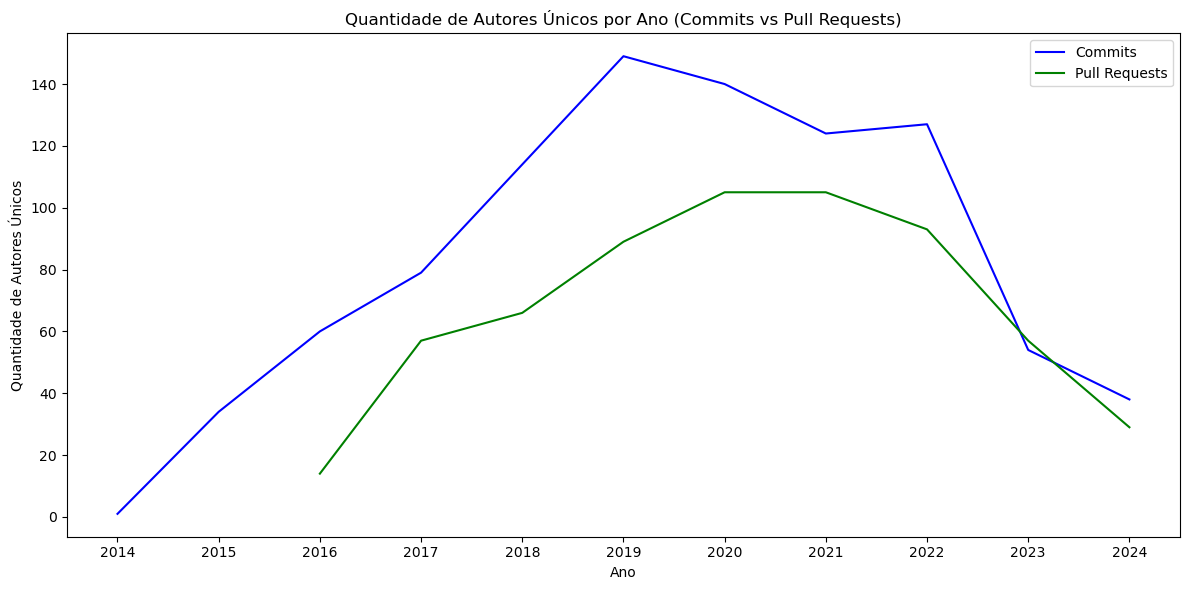 Quantidade de Autores Únicos por Ano (Commits vs Pull Requests)
Commits
Pull Requests
Quantidade de Autores Únicos
140
120
100
80
60
40
20
0
2014 2015 2016 2017 2018 2019 2020 2021 2022 2023 2024
Ano